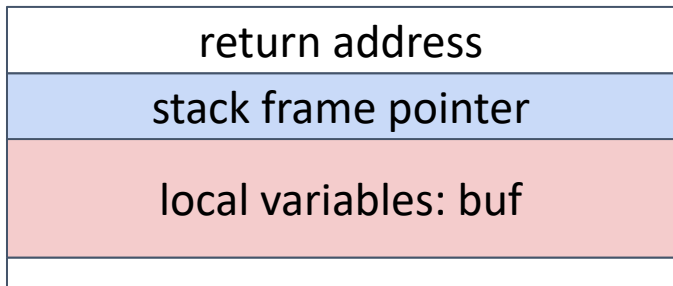 return address
stack frame pointer
local variables: buf